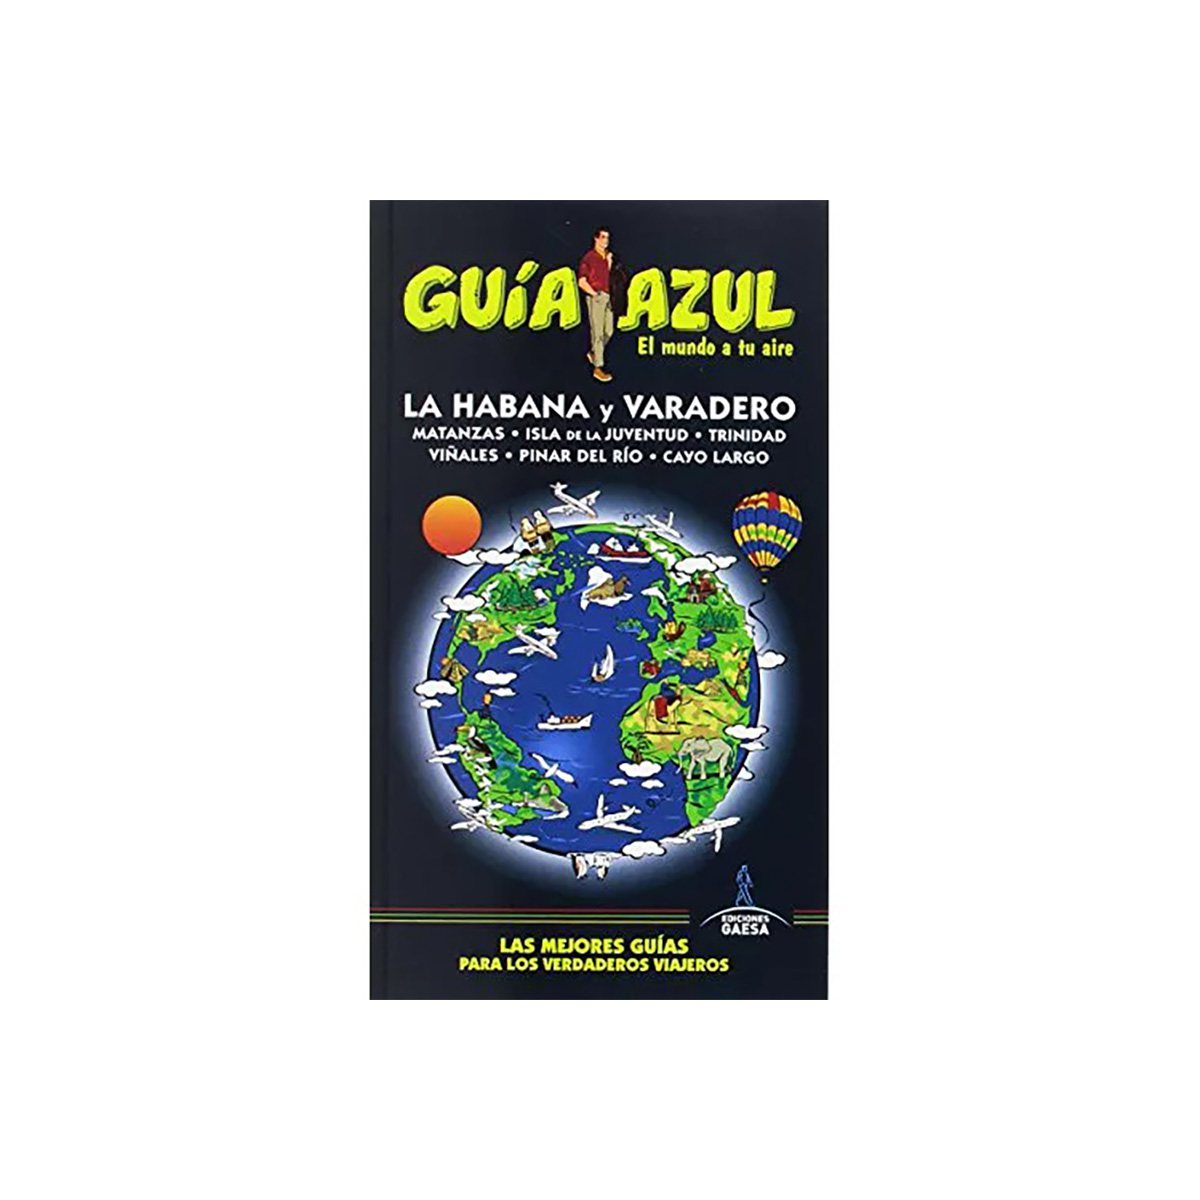 GUÍA AZUL
El mundo a tu aire
LA HABANA y VARADERO
MATANZAS • ISLA DE LA JUVENTUD • TRINIDAD
VIÑALES • PINAR DEL RÍO • CAYO LARGO
EDICIONES
GAESA
LAS MEJORES GUÍAS
PARA LOS VERDADEROS VIAJEROS